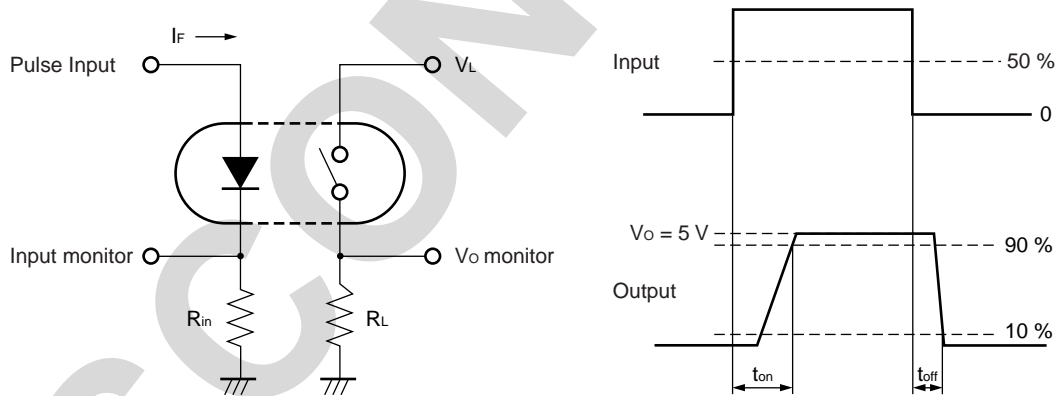 IF
Pulse Input
VL
Input monitor
VO monitor
Rin
RL
Input
50 %
0
VO = 5 V
90 %
Output
10 %
ton
toff